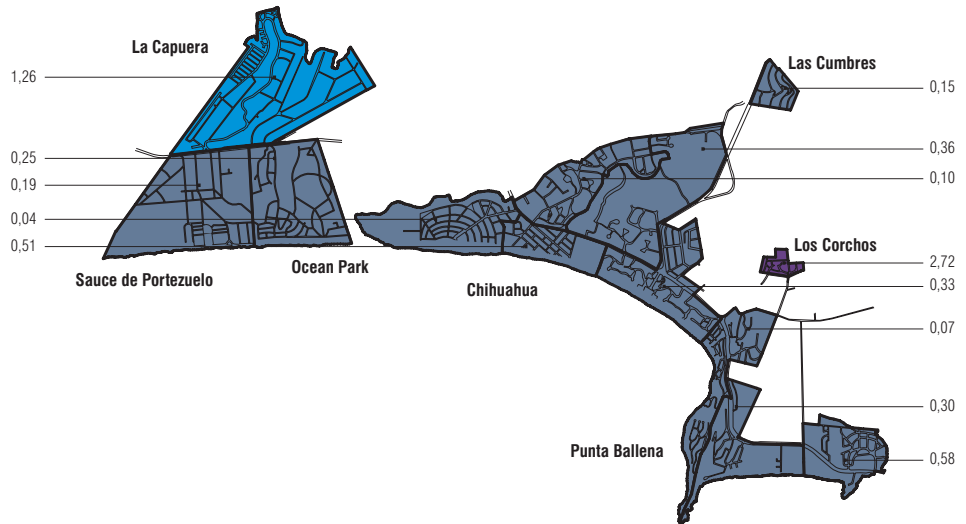 La Capuera
Las Cumbres
1,26
0,15
0,36
0,25
0,10
0,19
0,04
0,51
Los Corchos
Ocean Park
2,72
Sauce de Portezuelo
0,33
Chihuahua
0,07
0,30
Punta Ballena
0,58